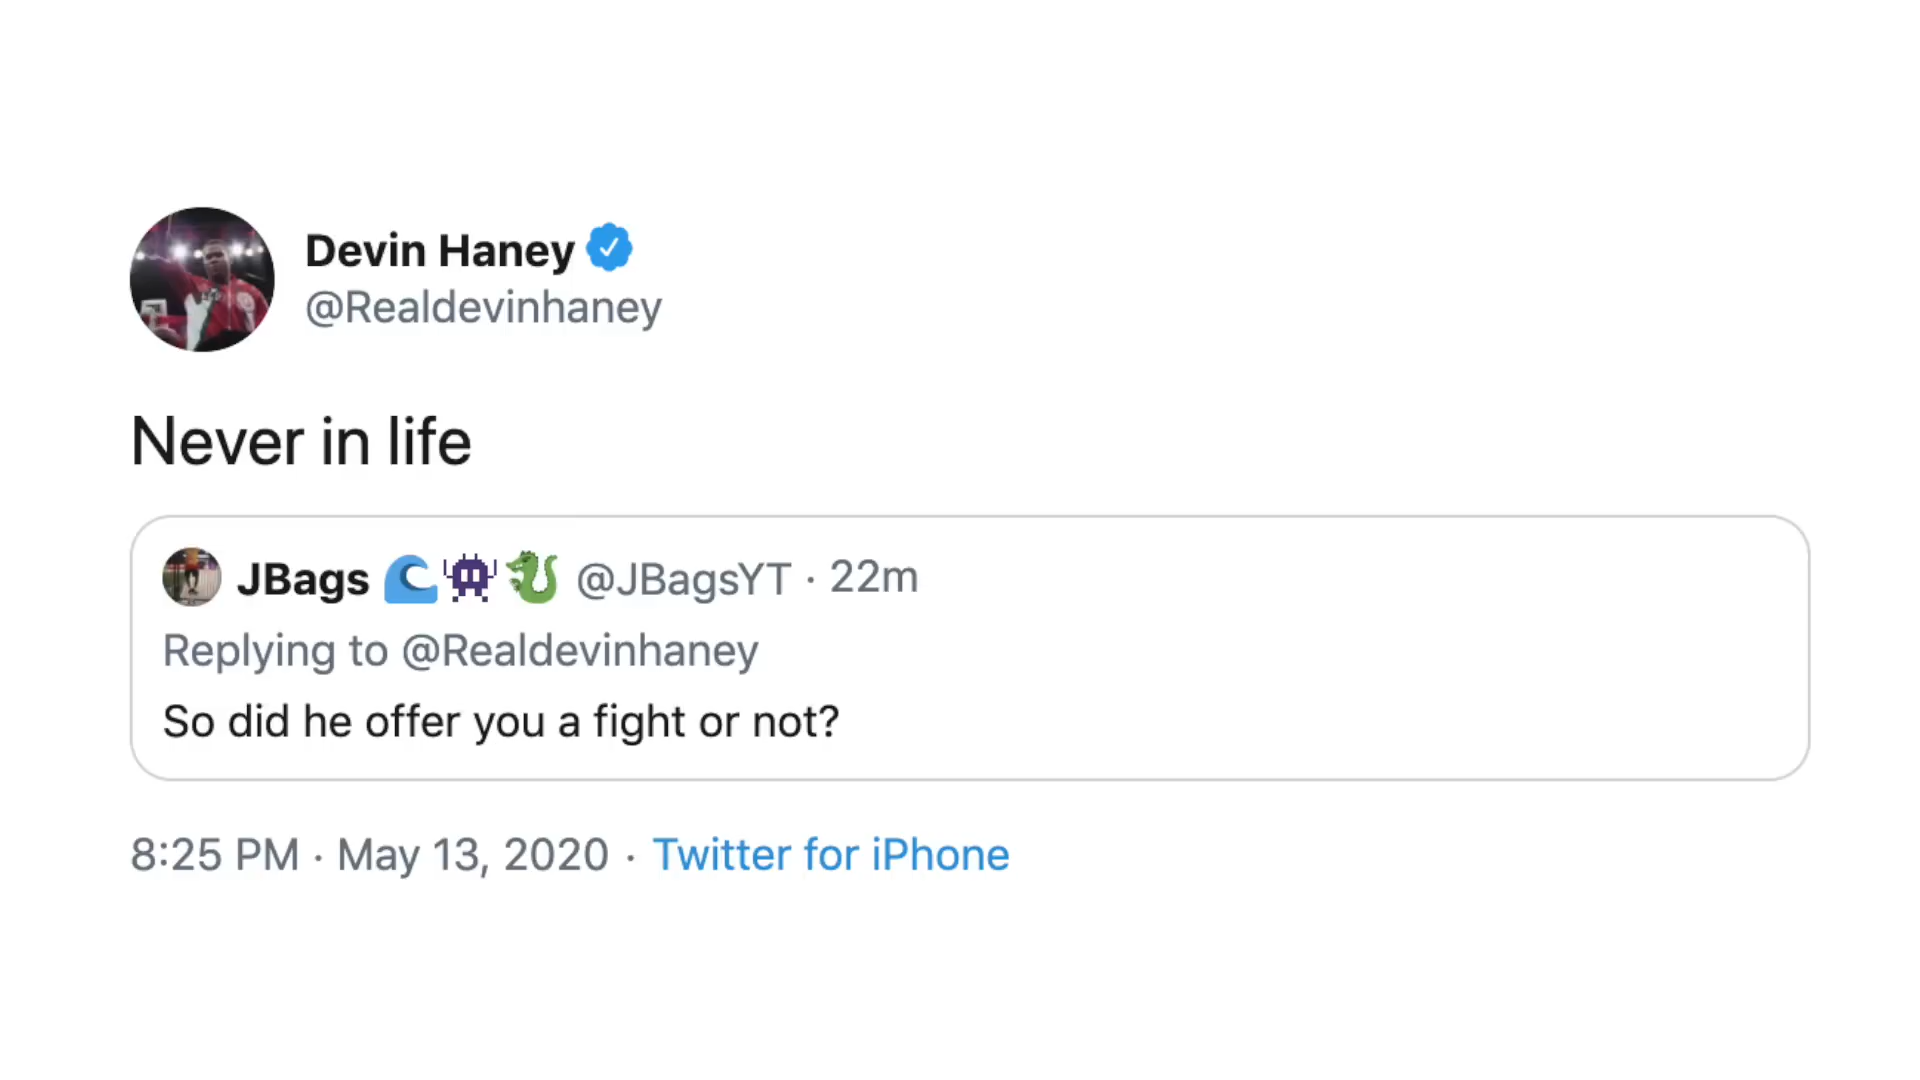 Devin Haney
@Realdevinhaney
Never in life
JBags 🌊👾🐉 @JBagsYT · 22m
Replying to @Realdevinhaney
So did he offer you a fight or not?
8:25 PM · May 13, 2020 · Twitter for iPhone